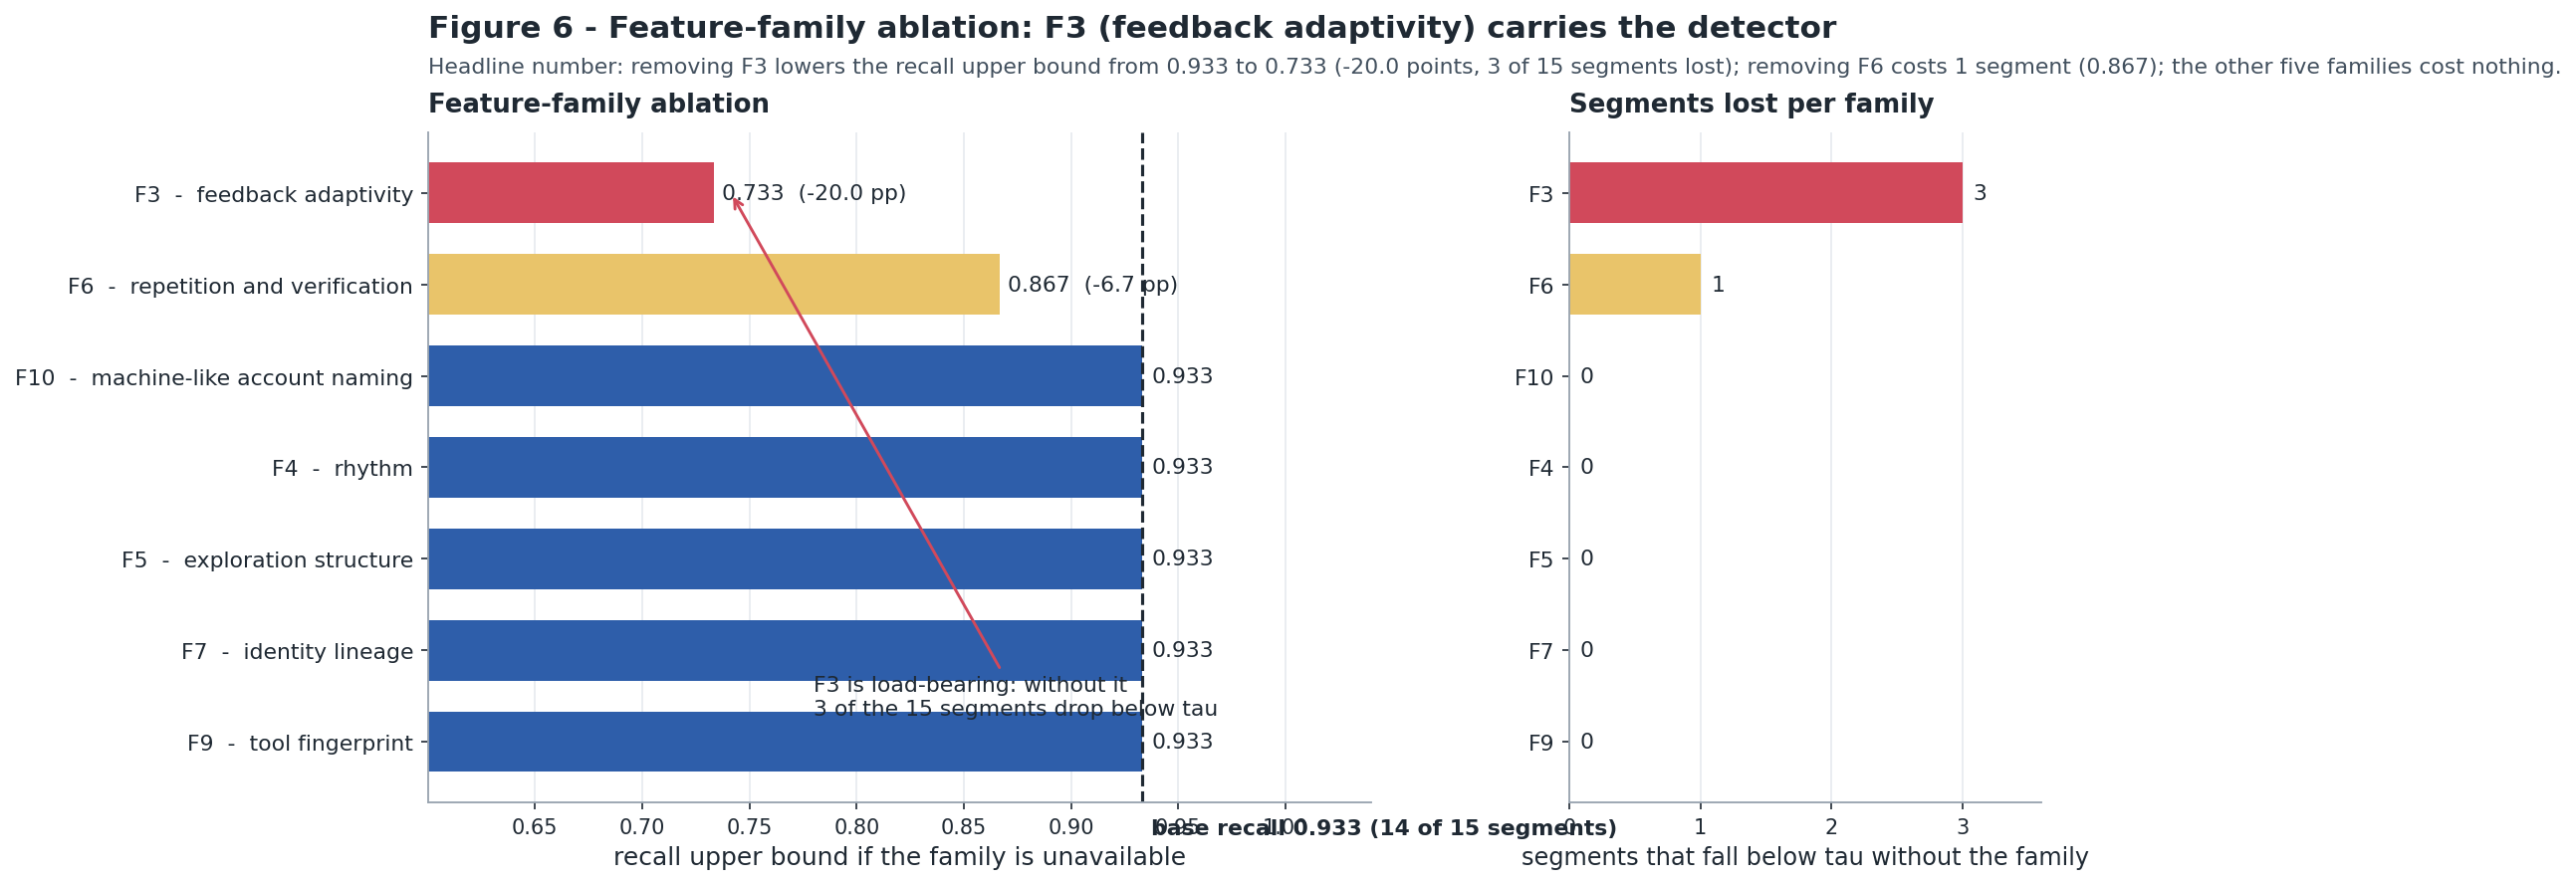 Figure 6 - Feature-family ablation: F3 (feedback adaptivity) carries the detector
Headline number: removing F3 lowers the recall upper bound from 0.933 to 0.733 (-20.0 points, 3 of 15 segments lost); removing F6 costs 1 segment (0.867); the other five families cost nothing.
Feature-family ablation
F3 - feedback adaptivity
0.733 (-20.0 pp)
F6 - repetition and verification
0.867 (-6.7 pp)
F10 - machine-like account naming
0.933
F4 - rhythm
0.933
F5 - exploration structure
0.933
F7 - identity lineage
0.933
F3 is load-bearing: without it
3 of the 15 segments drop below tau
F9 - tool fingerprint
0.933
0.65 0.70 0.75 0.80 0.85 0.90 0.95 1.00
base recall 0.933 (14 of 15 segments)
recall upper bound if the family is unavailable
Segments lost per family
F3 3
F6 1
F10 0
F4 0
F5 0
F7 0
F9 0
0 1 2 3
segments that fall below tau without the family